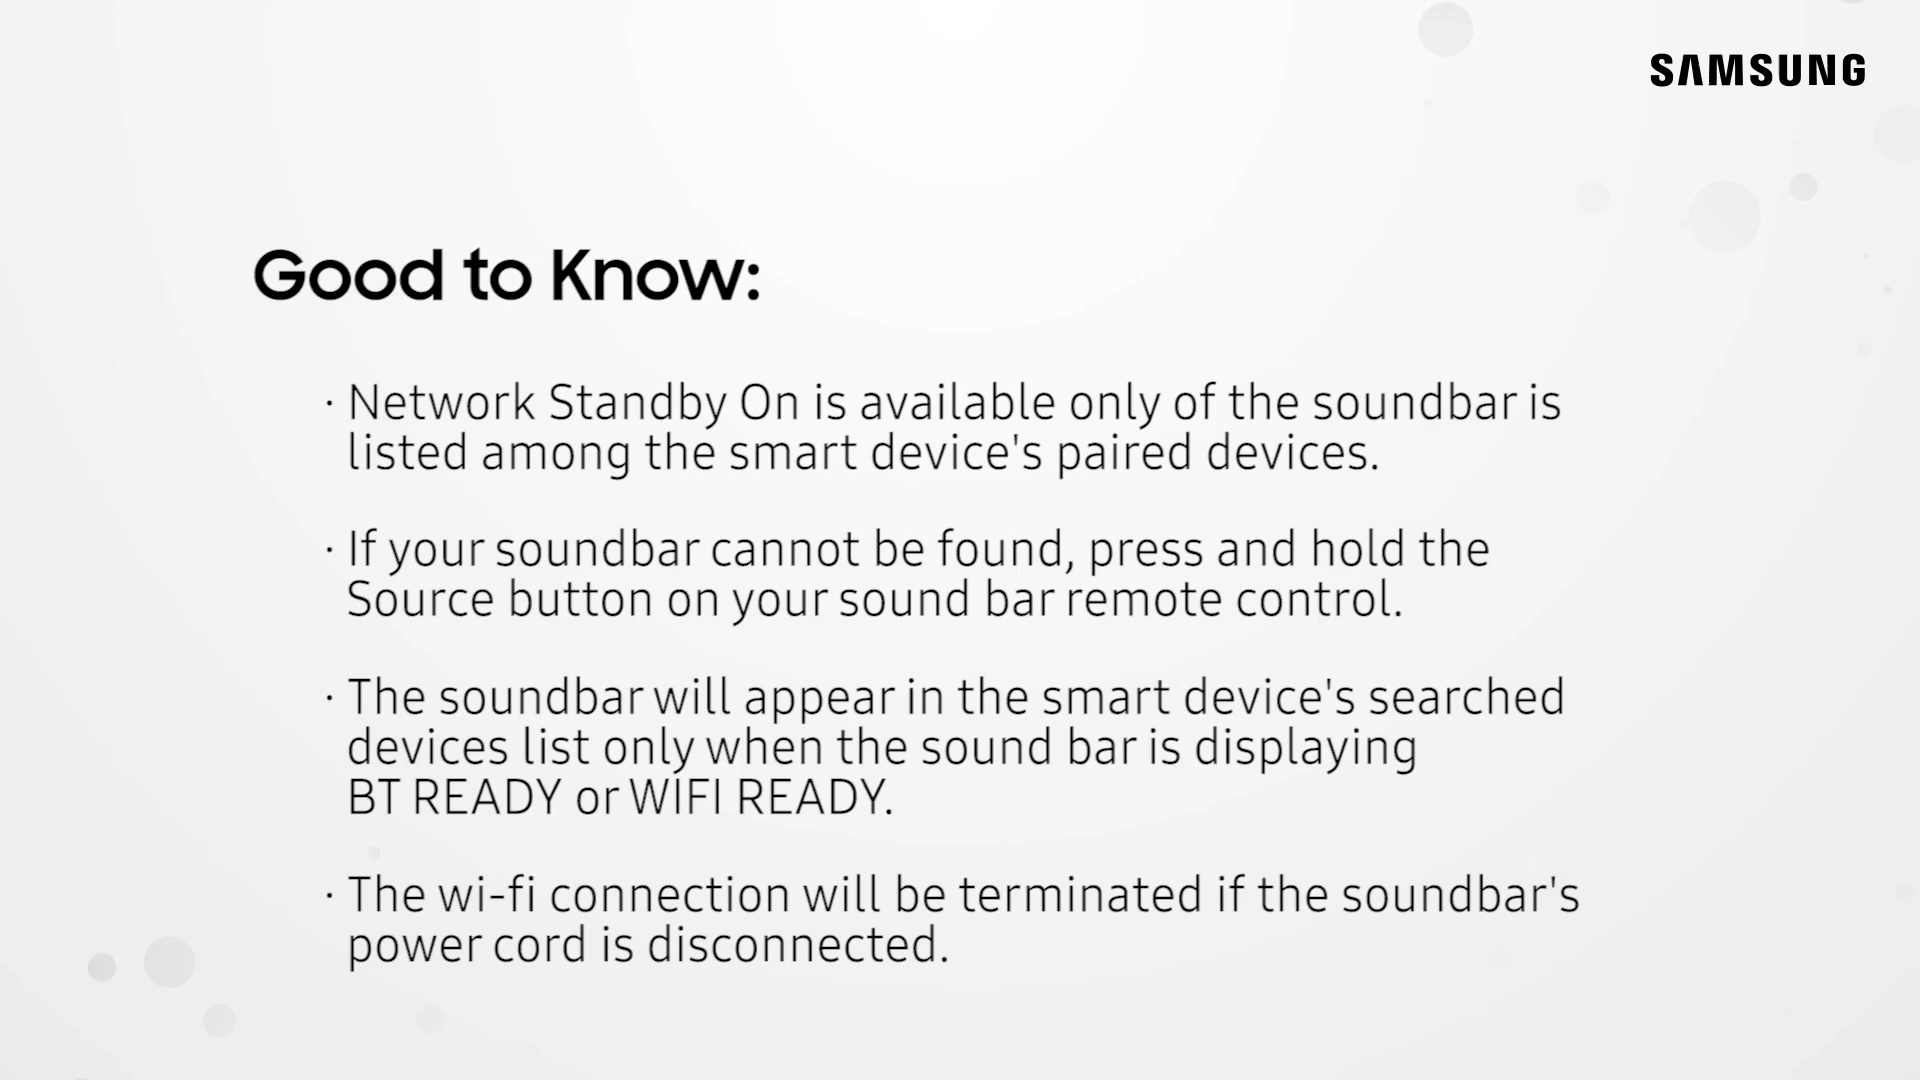 SAMSUNG
Good to Know:
· Network Standby On is available only of the soundbar is
listed among the smart device's paired devices.
· If your soundbar cannot be found, press and hold the
Source button on your sound bar remote control.
· The soundbar will appear in the smart device's searched
devices list only when the sound bar is displaying
BT READY or WIFI READY.
· The wi-fi connection will be terminated if the soundbar's
power cord is disconnected.